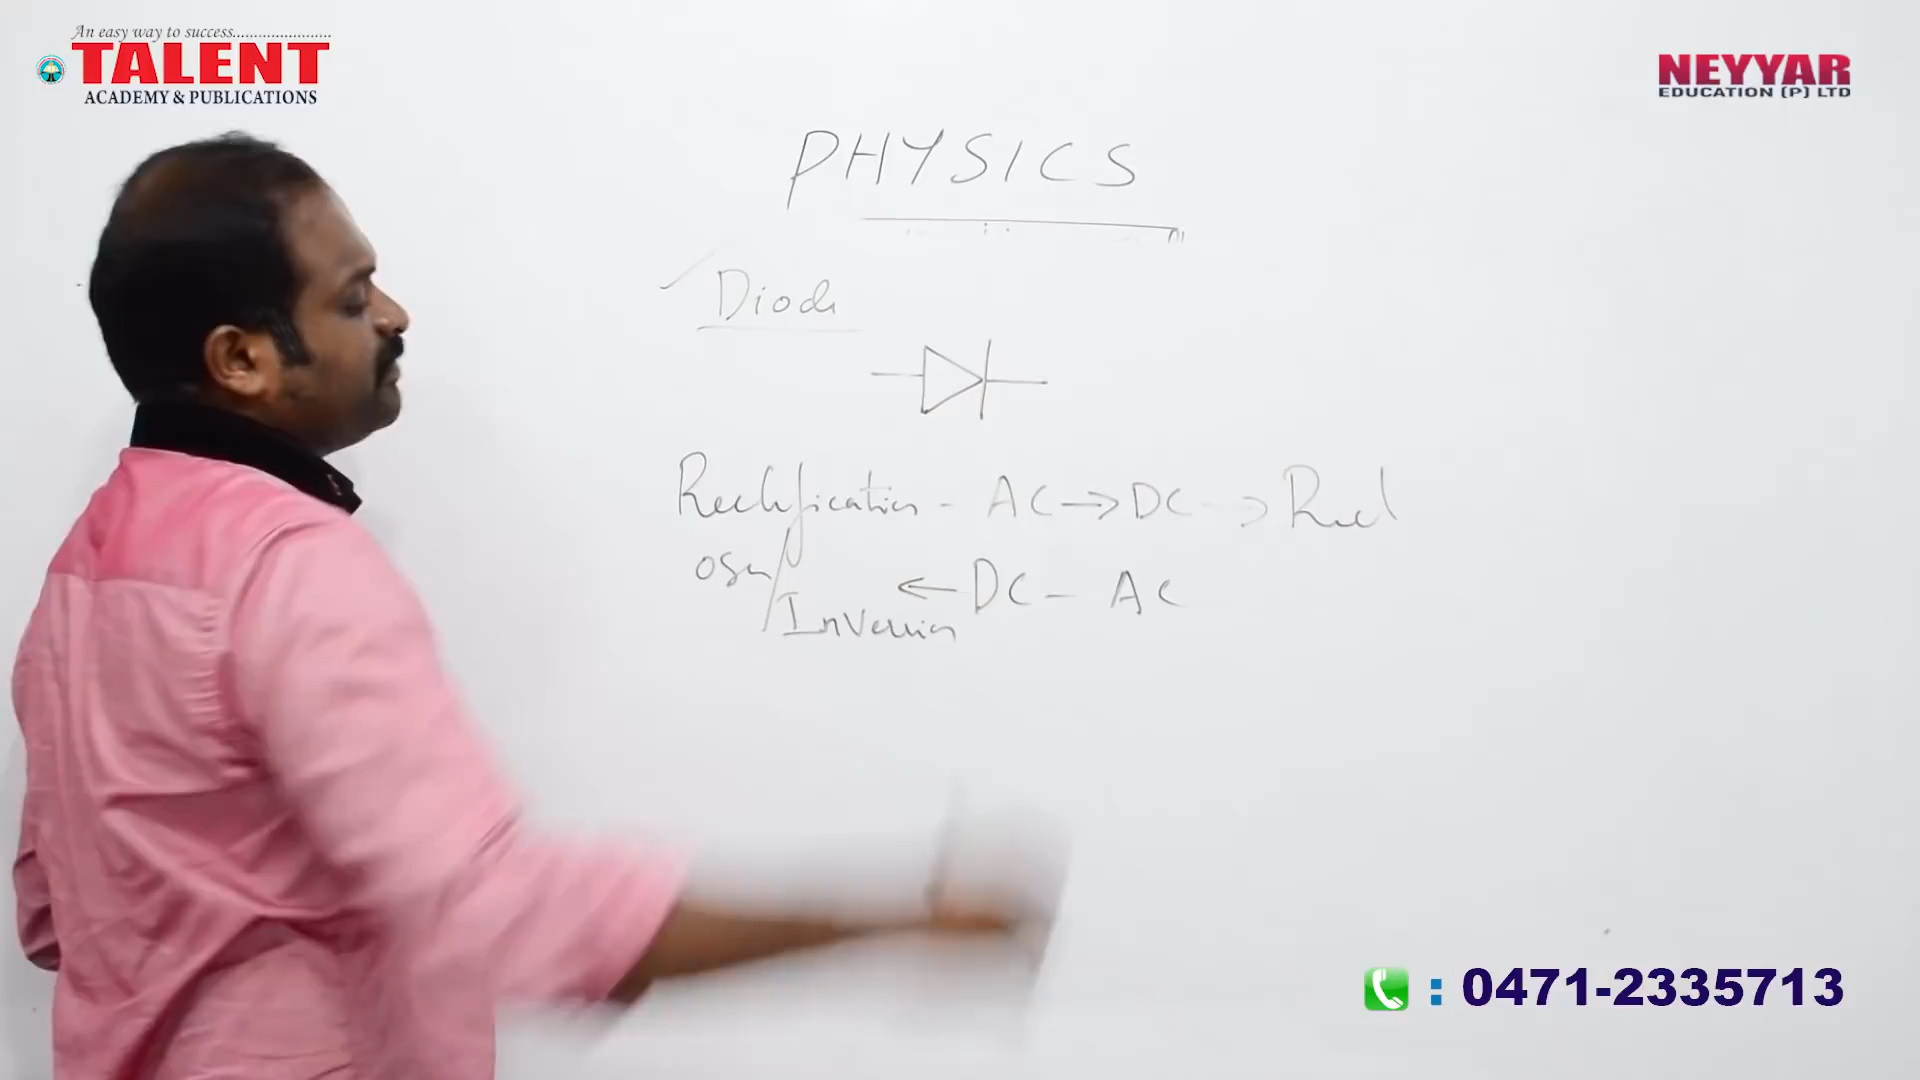 An easy way to success.......................
TALENT
ACADEMY & PUBLICATIONS
NEYYAR
EDUCATION (P) LTD
PHYSICS
Diode
Rectification - AC → DC → Rect
DC - AC
Inversion
: 0471-2335713